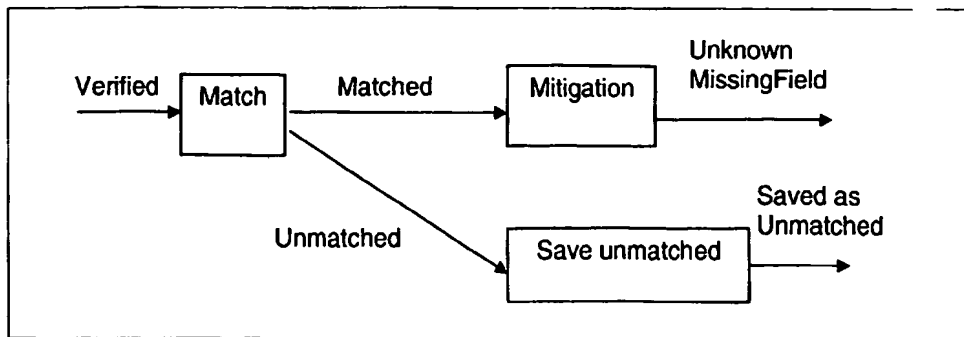 Verified
Match
Matched
Mitigation
Unknown
MissingField
Unmatched
Save unmatched
Saved as
Unmatched